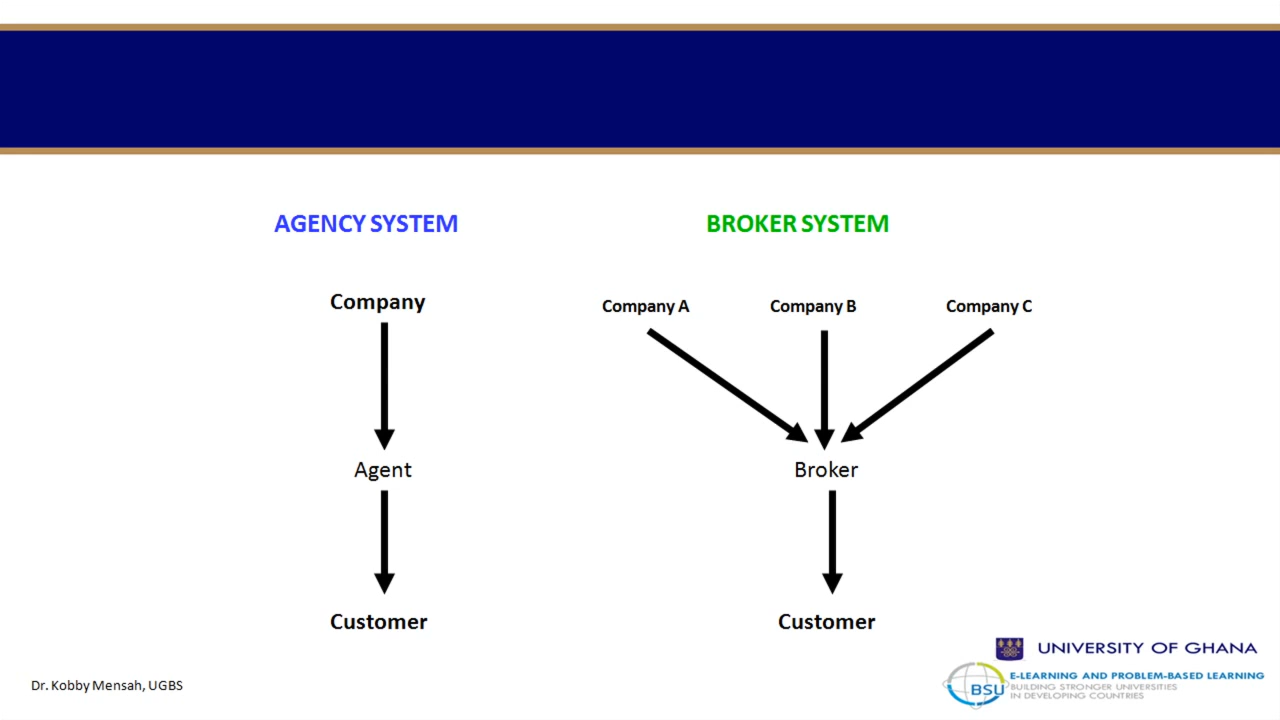 AGENCY SYSTEM
BROKER SYSTEM
Company
Company A
Company B
Company C
Agent
Broker
Customer
Customer
UNIVERSITY OF GHANA
Dr. Kobby Mensah, UGBS
BSU
E-LEARNING AND PROBLEM-BASED LEARNING
BUILDING STRONGER UNIVERSITIES
IN DEVELOPING COUNTRIES